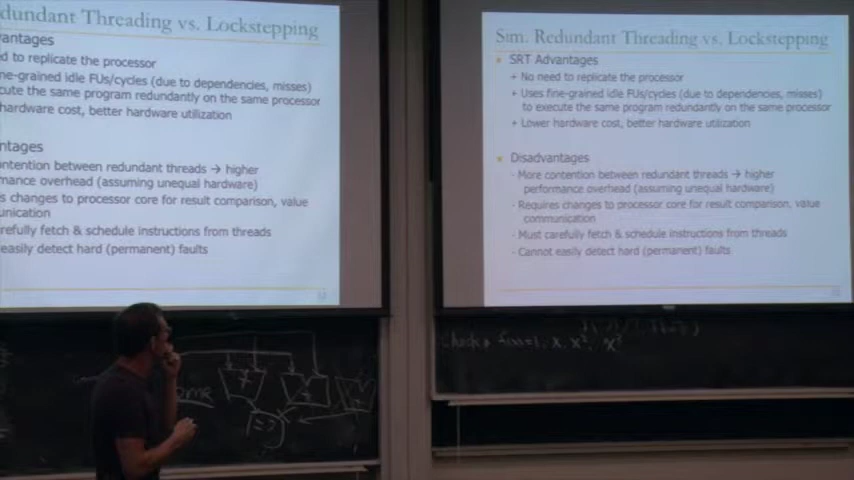 dundant Threading vs. Lockstepping
antages
d to replicate the processor
ne-grained idle FUs/cycles (due to dependencies, misses)
cute the same program redundantly on the same processor
hardware cost, better hardware utilization
ntages
ontention between redundant threads → higher
mance overhead (assuming unequal hardware)
s changes to processor core for result comparison, value
unication
refully fetch & schedule instructions from threads
easily detect hard (permanent) faults
Sim. Redundant Threading vs. Lockstepping
SRT Advantages
+ No need to replicate the processor
+ Uses fine-grained idle FUs/cycles (due to dependencies, misses)
to execute the same program redundantly on the same processor
+ Lower hardware cost, better hardware utilization
Disadvantages
- More contention between redundant threads → higher
performance overhead (assuming unequal hardware)
- Requires changes to processor core for result comparison, value
communication
- Must carefully fetch & schedule instructions from threads
- Cannot easily detect hard (permanent) faults